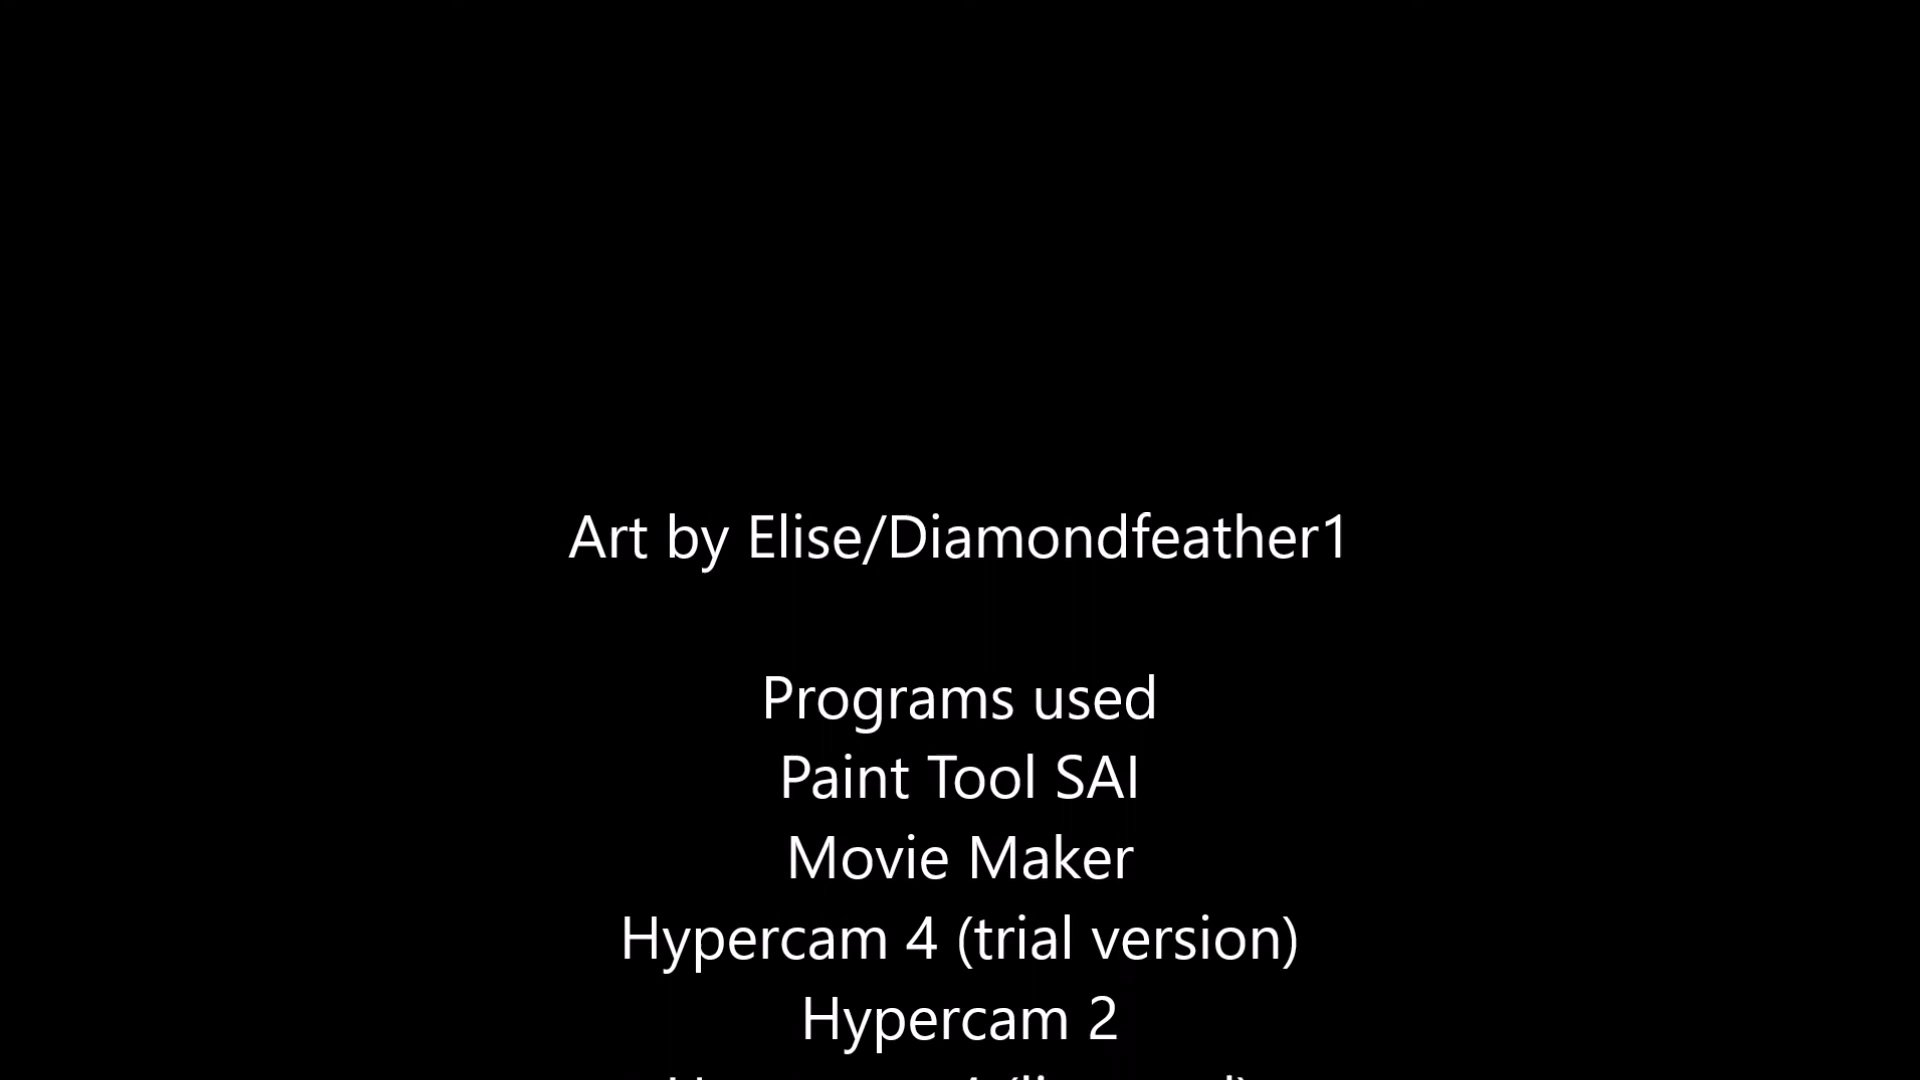 Art by Elise/Diamondfeather1
Programs used
Paint Tool SAI
Movie Maker
Hypercam 4 (trial version)
Hypercam 2